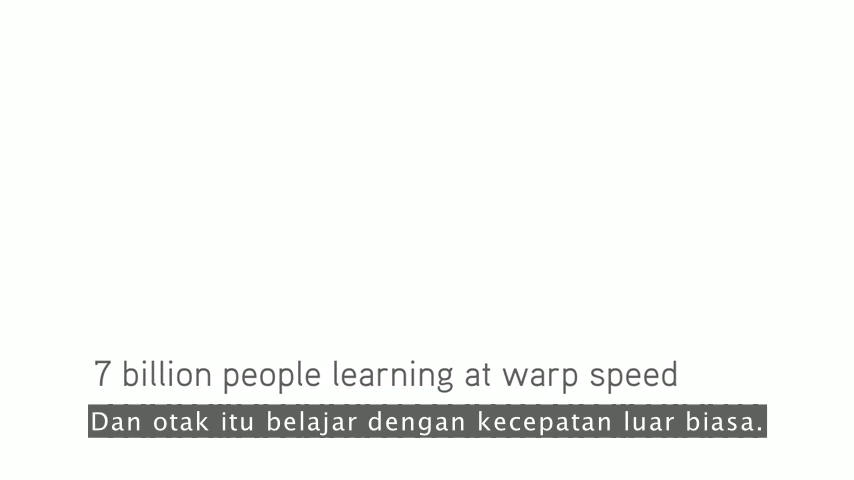 7 billion people learning at warp speed
Dan otak itu belajar dengan kecepatan luar biasa.